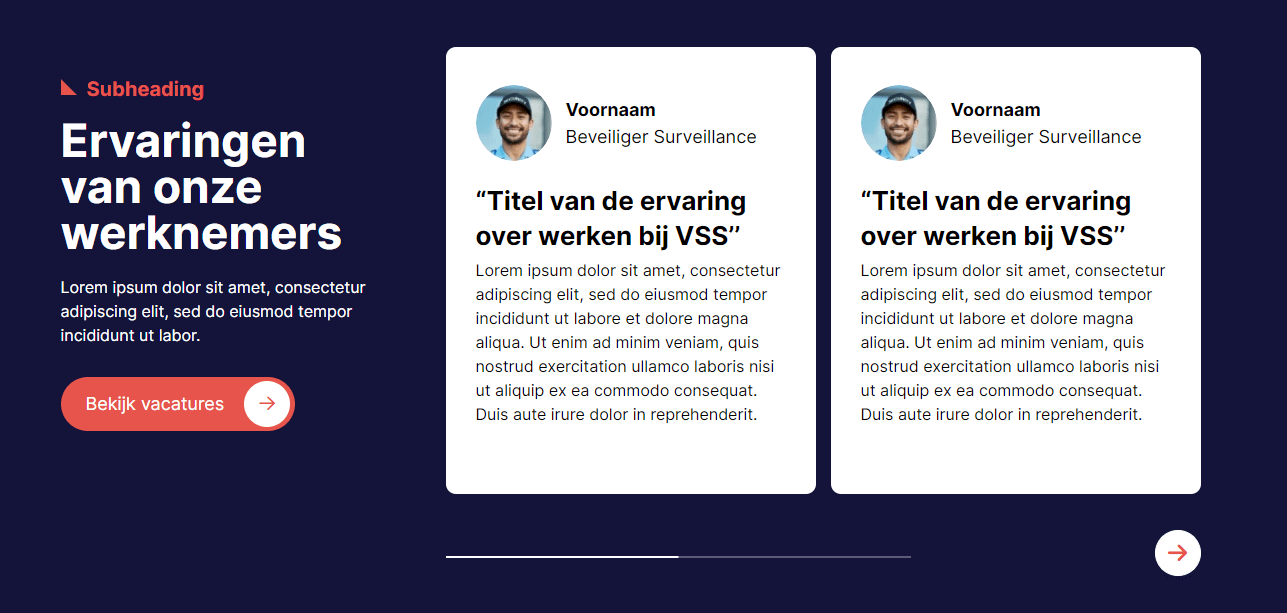 Subheading
Ervaringen
van onze
werknemers
Lorem ipsum dolor sit amet, consectetur
adipiscing elit, sed do eiusmod tempor
incididunt ut labor.
Bekijk vacatures
Voornaam
Beveiliger Surveillance
“Titel van de ervaring
over werken bij VSS’’
Lorem ipsum dolor sit amet, consectetur
adipiscing elit, sed do eiusmod tempor
incididunt ut labore et dolore magna
aliqua. Ut enim ad minim veniam, quis
nostrud exercitation ullamco laboris nisi
ut aliquip ex ea commodo consequat.
Duis aute irure dolor in reprehenderit.
Voornaam
Beveiliger Surveillance
“Titel van de ervaring
over werken bij VSS’’
Lorem ipsum dolor sit amet, consectetur
adipiscing elit, sed do eiusmod tempor
incididunt ut labore et dolore magna
aliqua. Ut enim ad minim veniam, quis
nostrud exercitation ullamco laboris nisi
ut aliquip ex ea commodo consequat.
Duis aute irure dolor in reprehenderit.